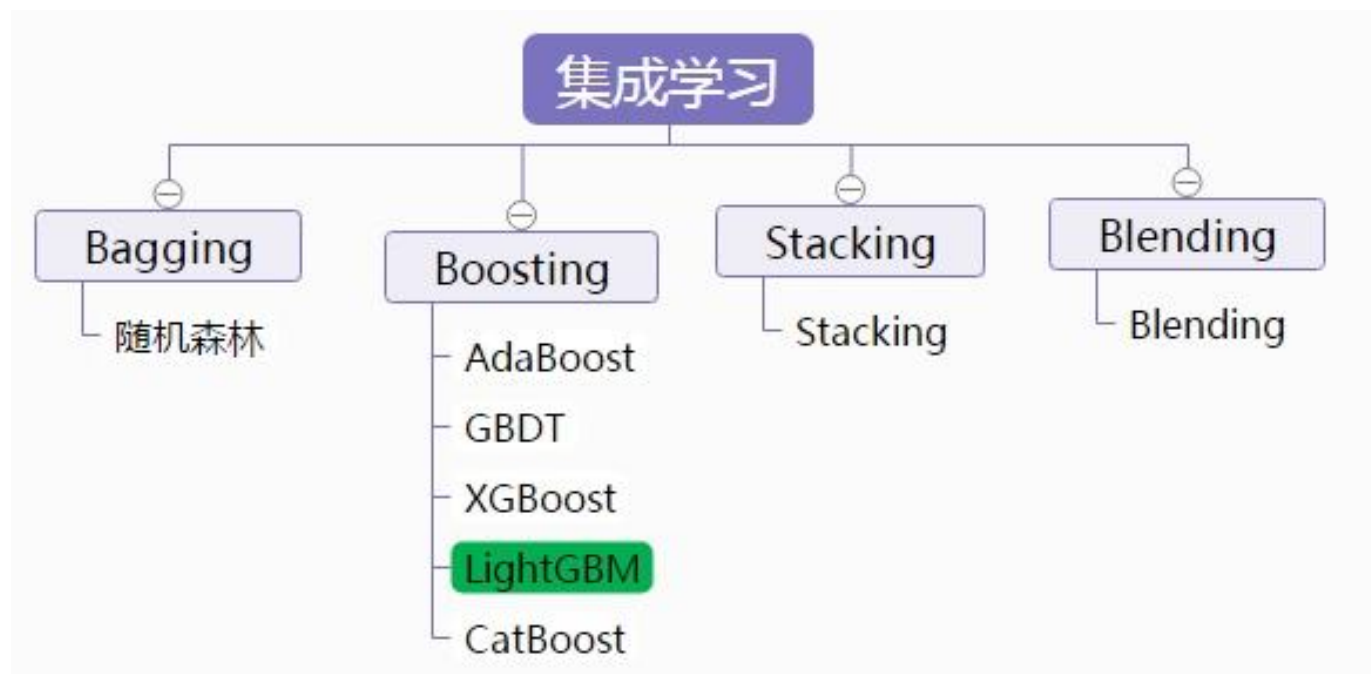 集成学习
Bagging
随机森林
Boosting
AdaBoost
GBDT
XGBoost
LightGBM
CatBoost
Stacking
Stacking
Blending
Blending